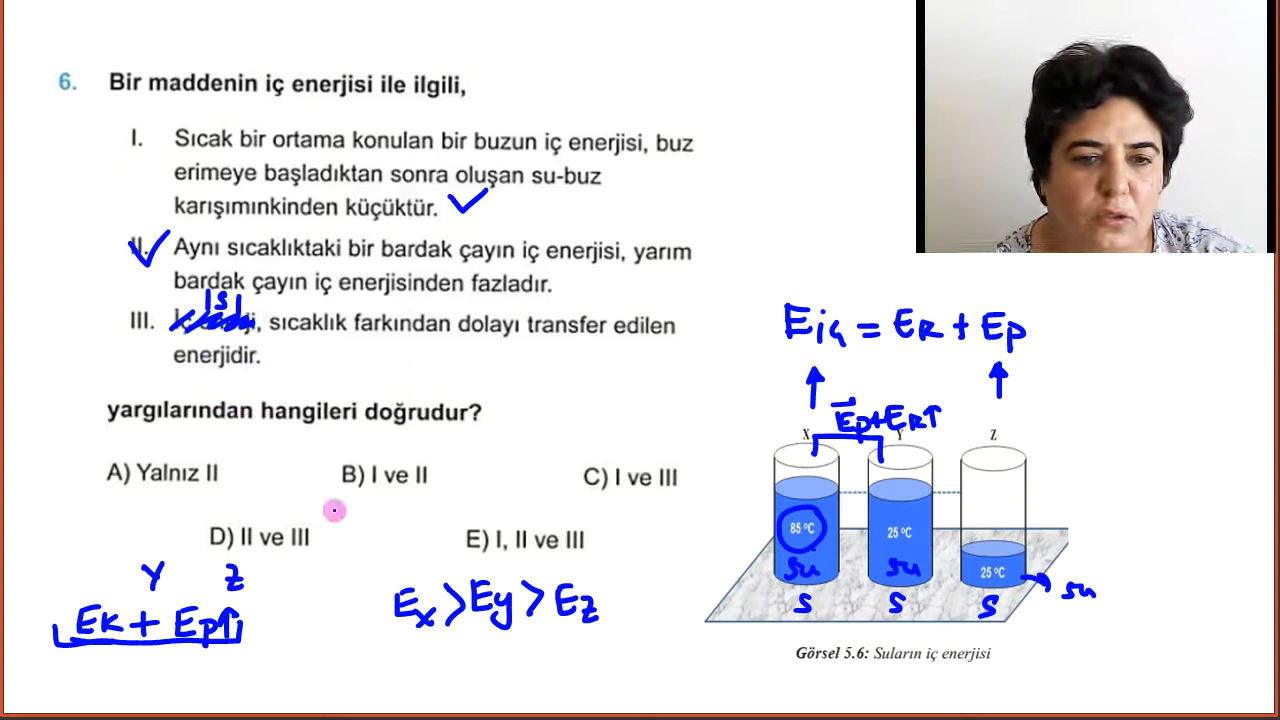 6. Bir maddenin iç enerjisi ile ilgili,
I. Sıcak bir ortama konulan bir buzun iç enerjisi, buz
erimeye başladıktan sonra oluşan su-buz
karışımınkinden küçüktür.
II. Aynı sıcaklıktaki bir bardak çayın iç enerjisi, yarım
bardak çayın iç enerjisinden fazladır.
ısı
III. İç enerji, sıcaklık farkından dolayı transfer edilen
enerjidir.
yargılarından hangileri doğrudur?
A) Yalnız II B) I ve II C) I ve III
D) II ve III E) I, II ve III
Y Z
Ek + Ep↑
Ex > Ey > Ez
Eiç = Ek + Ep
Ep + Ek↑
X Y Z
85 °C 25 °C 25 °C
su su su
S S S
Görsel 5.6: Suların iç enerjisi